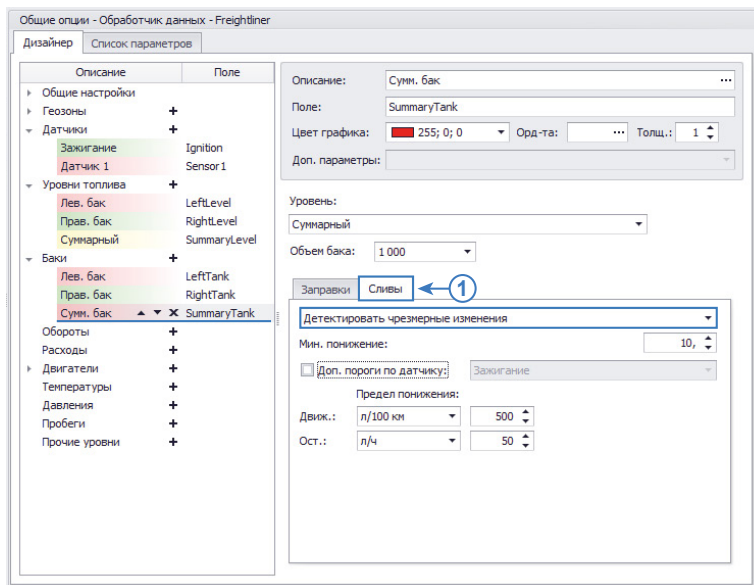 Общие опции - Обработчик данных - Freightliner
Дизайнер Список параметров
Описание Поле
Общие настройки
Геозоны +
Датчики +
Зажигание Ignition
Датчик 1 Sensor1
Уровни топлива +
Лев. бак LeftLevel
Прав. бак RightLevel
Суммарный SummaryLevel
Баки +
Лев. бак LeftTank
Прав. бак RightTank
Сумм. бак SummaryTank
Обороты +
Расходы +
Двигатели +
Температуры +
Давления +
Пробеги +
Прочие уровни +
Описание: Сумм. бак ...
Поле: SummaryTank
Цвет графика: 255; 0; 0 Орд-та: ... Толщ.: 1
Доп. параметры:
Уровень:
Суммарный
Объем бака: 1 000
Заправки Сливы 1
Детектировать чрезмерные изменения
Мин. понижение: 10,
Доп. пороги по датчику: Зажигание
Предел понижения:
Движ.: л/100 км 500
Ост.: л/ч 50